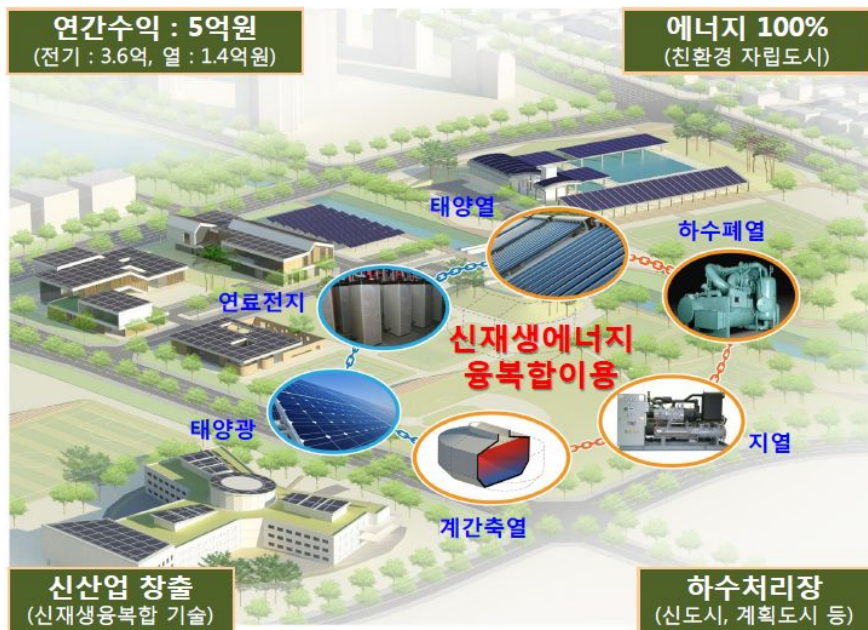 연간수익 : 5억원
(전기 : 3.6억, 열 : 1.4억원)
에너지 100%
(친환경 자립도시)
태양열
하수폐열
연료전지
신재생에너지
융복합이용
태양광
지열
계간축열
신산업 창출
(신재생융복합 기술)
하수처리장
(신도시, 계획도시 등)